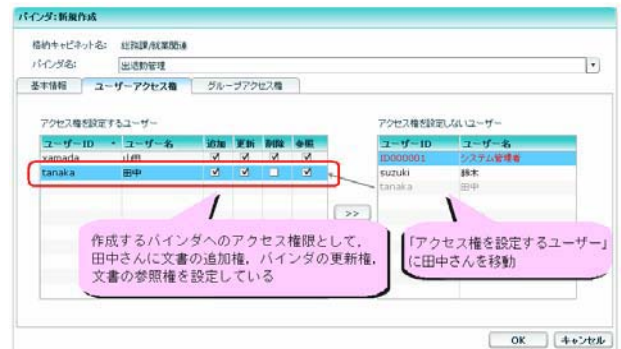 バインダ:新規作成
格納キャビネット名: 総務課/就業関連
バインダ名: 出退勤管理
基本情報 ユーザーアクセス権 グループアクセス権
アクセス権を設定するユーザー
アクセス権を設定しないユーザー
ユーザーID ユーザー名 追加 更新 削除 参照
ユーザーID ユーザー名
yamada 山田
ID000001 システム管理者
tanaka 田中
suzuki 鈴木
tanaka 田中
>>
作成するバインダへのアクセス権限として,
田中さんに文書の追加権,バインダの更新権,
文書の参照権を設定している
「アクセス権を設定するユーザー」
に田中さんを移動
OK キャンセル